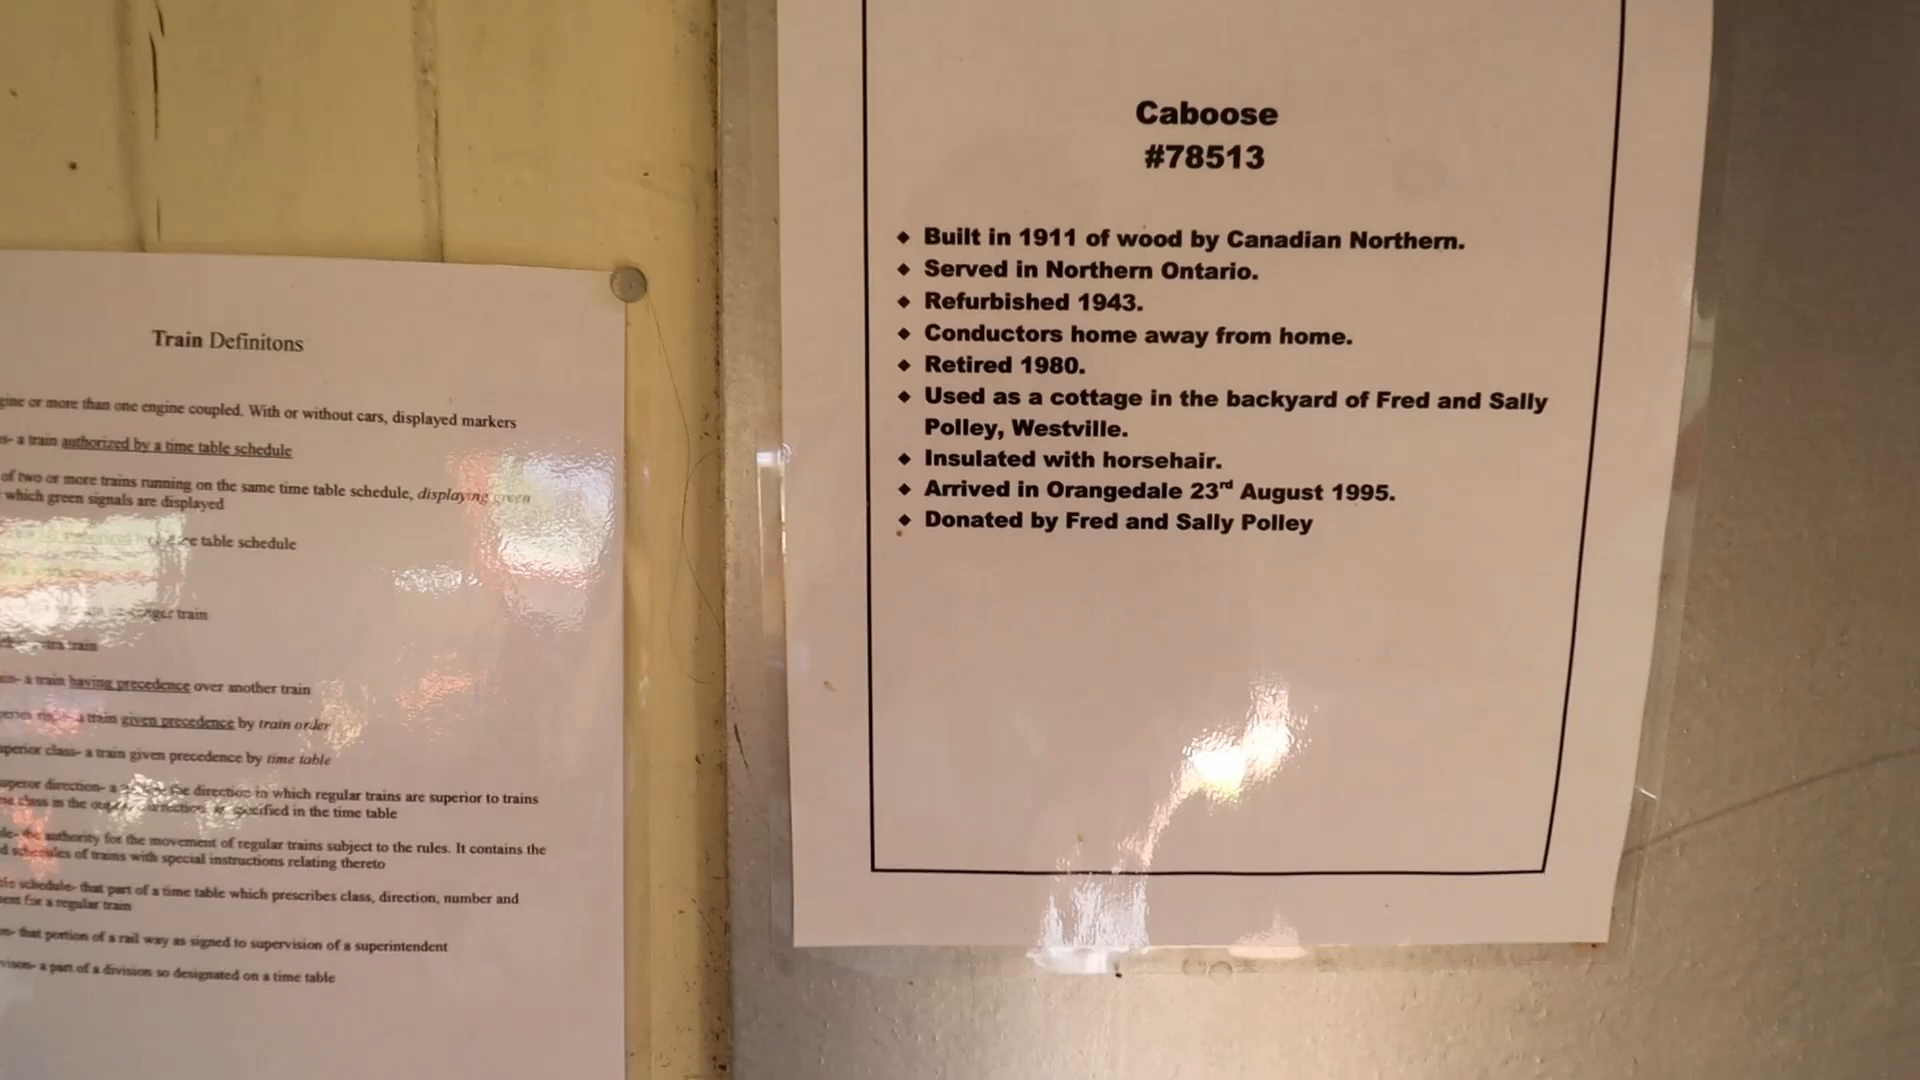 Train Definitons
gine or more than one engine coupled. With or without cars, displayed markers
s- a train authorized by a time table schedule
of two or more trains running on the same time table schedule, displaying green
which green signals are displayed
table schedule
train
train
a train having precedence over another train
a train given precedence by train order
uperior class- a train given precedence by time table
uperor direction- a direction in which regular trains are superior to trains
class in the specified in the time table
the authority for the movement of regular trains subject to the rules. It contains the
d schedules of trains with special instructions relating thereto
schedule- that part of a time table which prescribes class, direction, number and
ent for a regular train
n- that portion of a rail way as signed to supervision of a superintendent
vison- a part of a division so designated on a time table
Caboose
#78513
◆ Built in 1911 of wood by Canadian Northern.
◆ Served in Northern Ontario.
◆ Refurbished 1943.
◆ Conductors home away from home.
◆ Retired 1980.
◆ Used as a cottage in the backyard of Fred and Sally
Polley, Westville.
◆ Insulated with horsehair.
◆ Arrived in Orangedale 23rd August 1995.
◆ Donated by Fred and Sally Polley